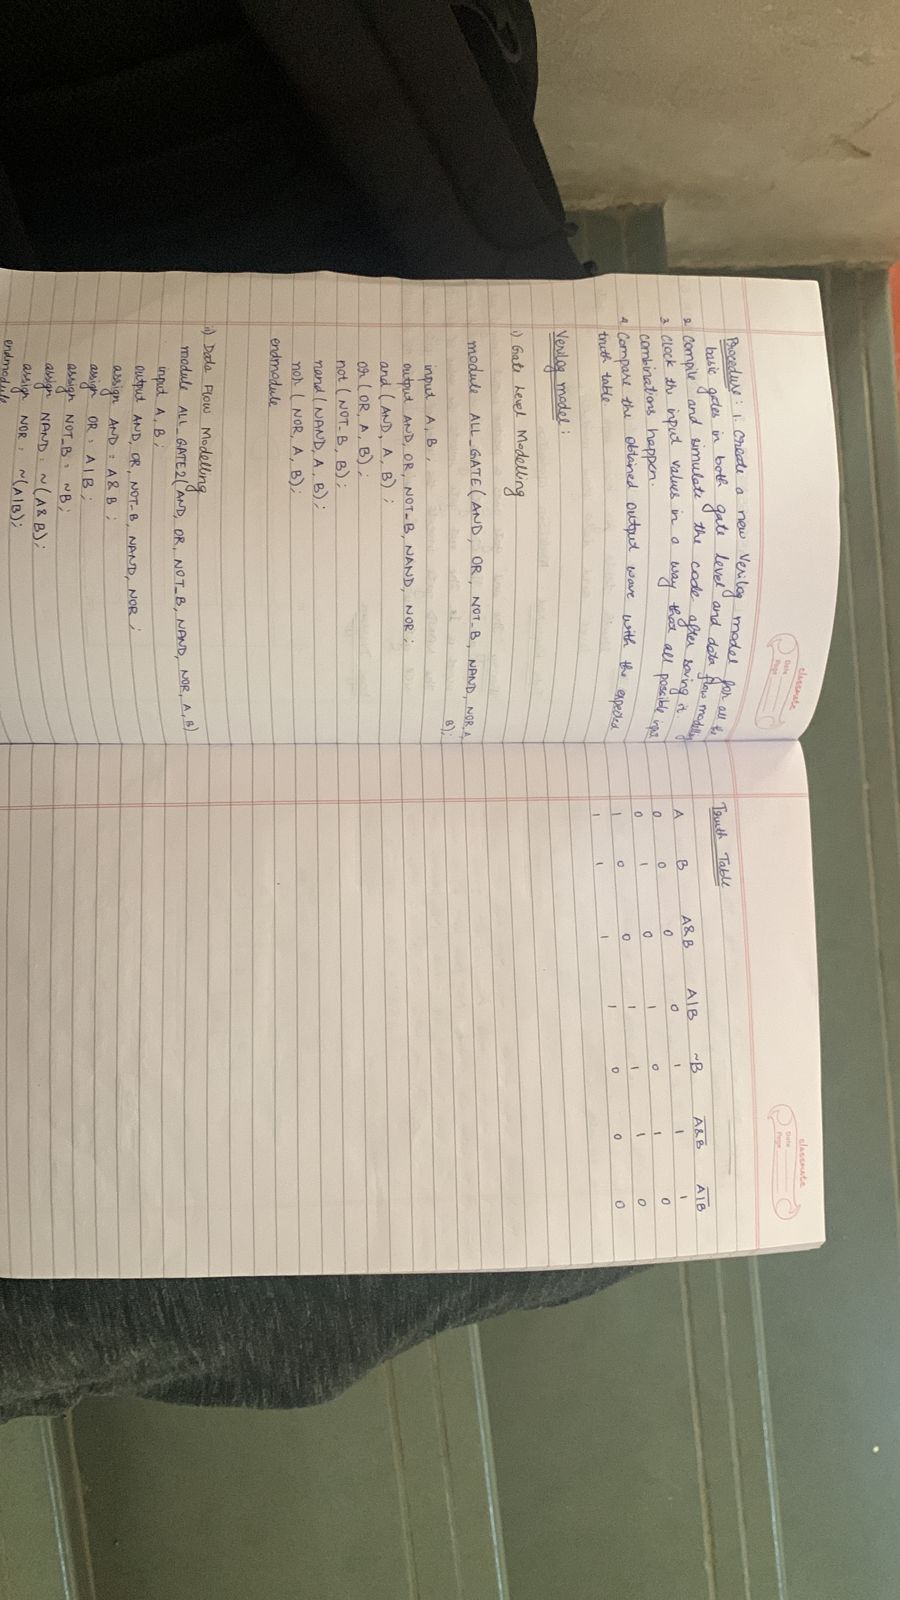 classmate
Date
Page
Procedure: 1. Create a new Verilog model for all the
basic gates in both gate level and data flow modelling
2. Compile and simulate the code after saving it.
3. Clock the input values in a way that all possible input
combinations happen.
4. Compare the obtained output wave with the expected
truth table
Verilog model:
i) Gate Level Modelling
module ALL_GATE(AND, OR, NOT_B, NAND, NOR, A,
B);
input A, B,
output AND, OR, NOT_B, NAND, NOR;
and (AND, A, B);
or (OR, A, B);
not (NOT_B, B);
nand (NAND, A, B);
nor (NOR, A, B);
endmodule
ii) Data Flow Modelling
module ALL_GATE2(AND, OR, NOT_B, NAND, NOR, A, B)
input A, B;
output AND, OR, NOT_B, NAND, NOR;
assign AND = A&B;
assign OR = A|B;
assign NOT_B = ~B;
assign NAND = ~(A&B);
assign NOR = ~(A|B);
endmodule
classmate
Date
Page
Truth Table
A B A&B A|B ~B A̅&̅B̅ A̅|̅B̅
0 0 0 0 1 1 1
0 1 0 1 0 1 0
1 0 0 1 1 1 0
1 1 1 1 0 0 0